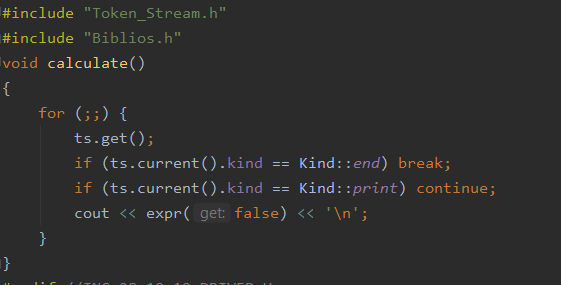 #include "Token_Stream.h"
#include "Biblios.h"
void calculate()
{
    for (;;) {
        ts.get();
        if (ts.current().kind == Kind::end) break;
        if (ts.current().kind == Kind::print) continue;
        cout << expr( get: false) << '\n';
    }
}